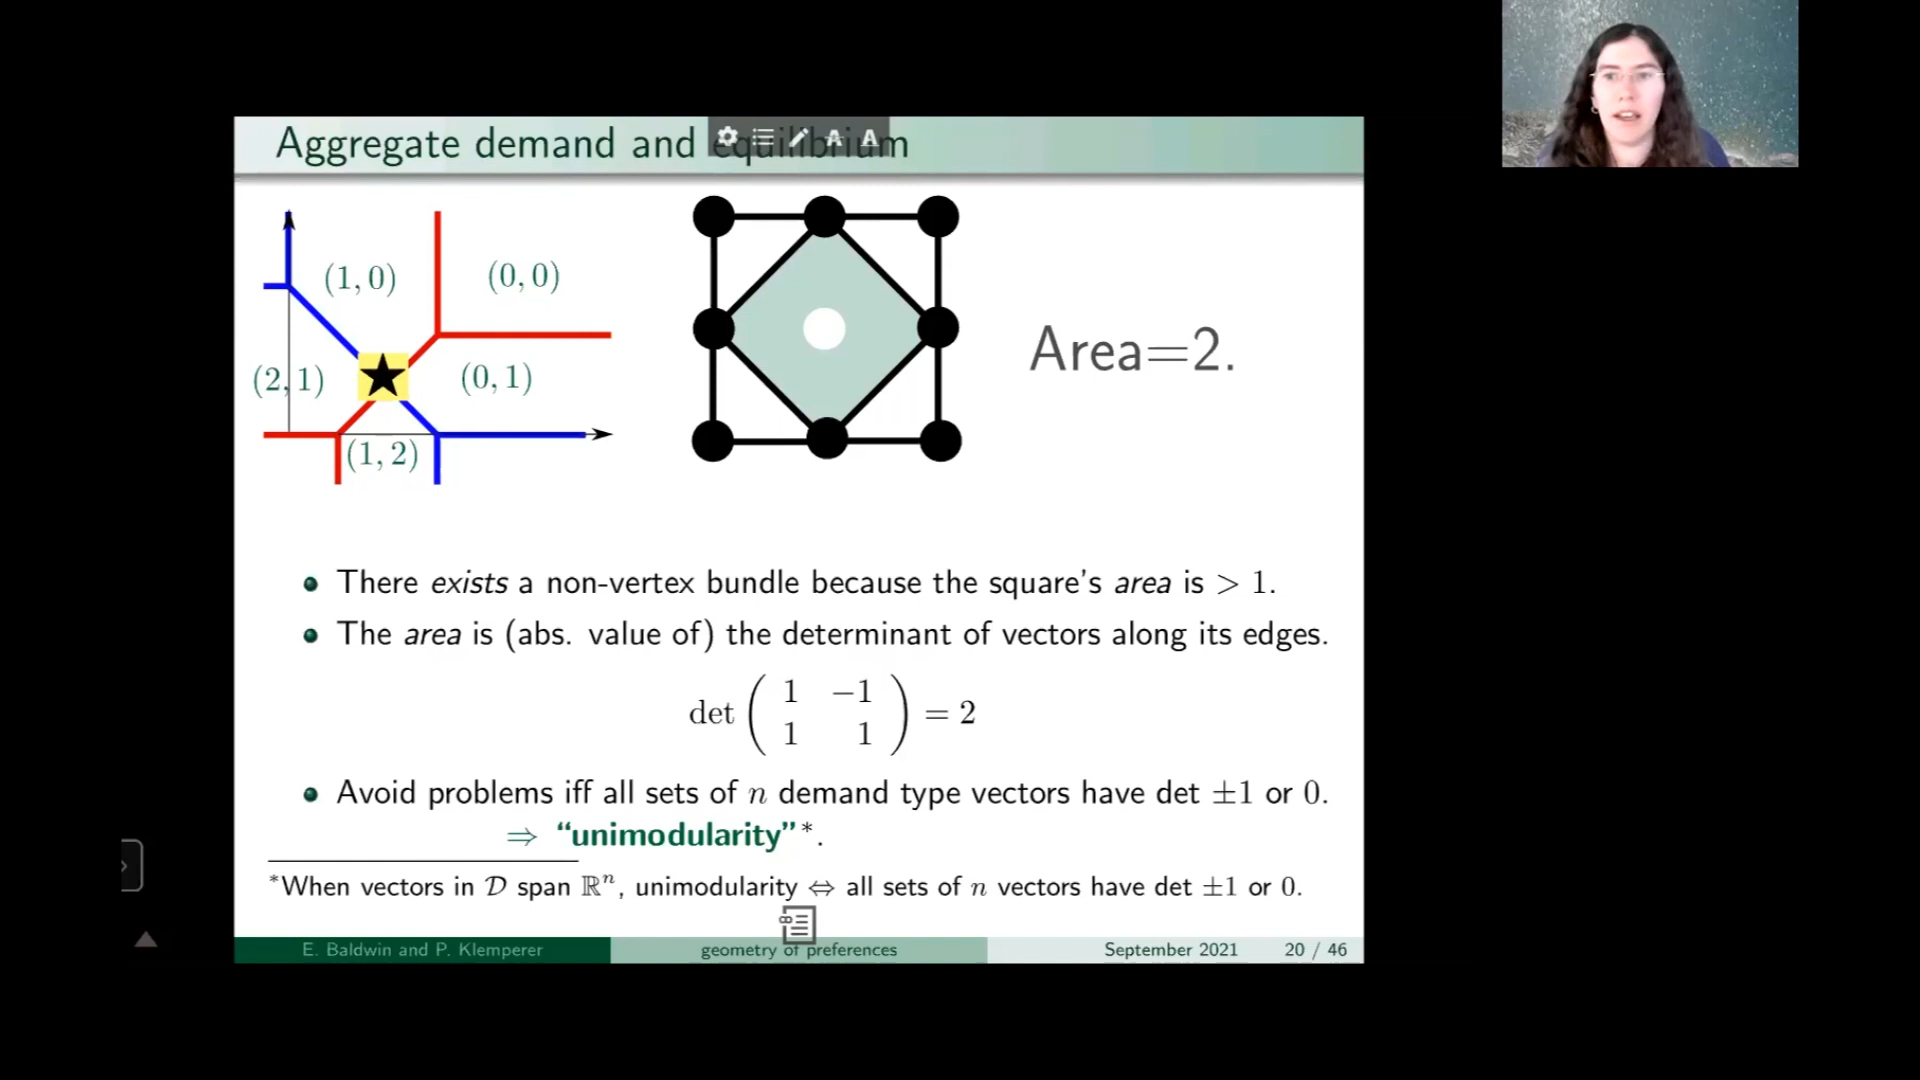 Aggregate demand and equilibrium
(1, 0)
(0, 0)
(2, 1)
(0, 1)
(1, 2)
Area=2.
There exists a non-vertex bundle because the square's area is > 1.
The area is (abs. value of) the determinant of vectors along its edges.
det ( 1 −1
1 1 ) = 2
Avoid problems iff all sets of n demand type vectors have det ±1 or 0.
⇒ “unimodularity”*.
*When vectors in 𝒟 span ℝⁿ, unimodularity ⇔ all sets of n vectors have det ±1 or 0.
E. Baldwin and P. Klemperer
geometry of preferences
September 2021
20 / 46